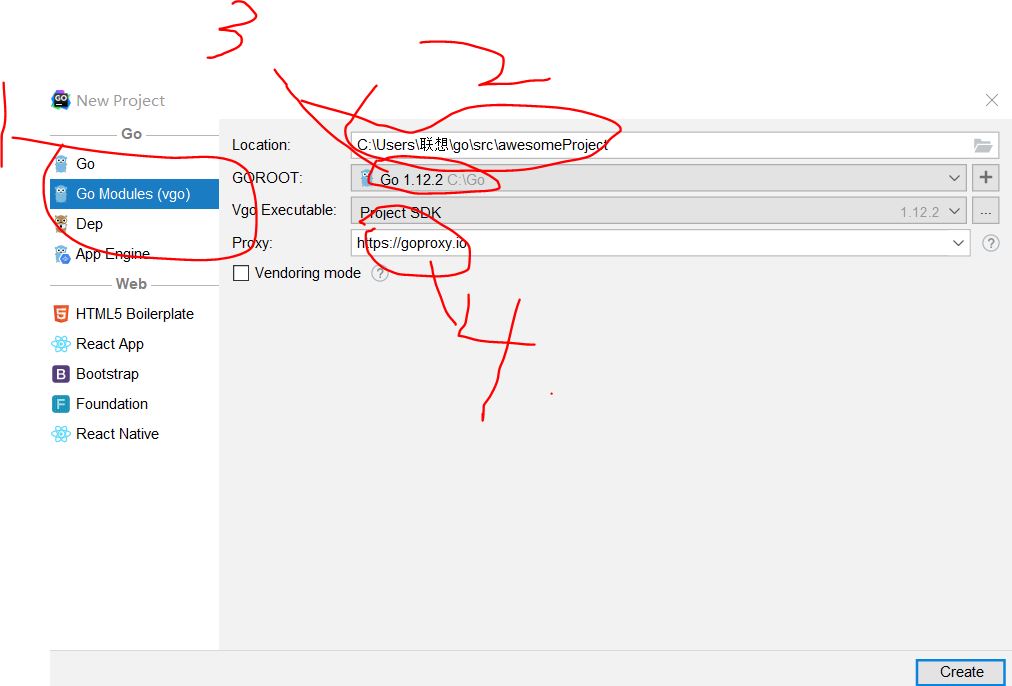 3
2
1
GO New Project
Go
Location: C:\Users\联想\go\src\awesomeProject
Go
GOROOT: Go 1.12.2 C:\Go
Go Modules (vgo)
Vgo Executable: Project SDK 1.12.2 ...
Dep
Proxy: https://goproxy.io ?
App Engine
Vendoring mode ?
Web
HTML5 Boilerplate
React App
4
B Bootstrap
F Foundation
React Native
Create